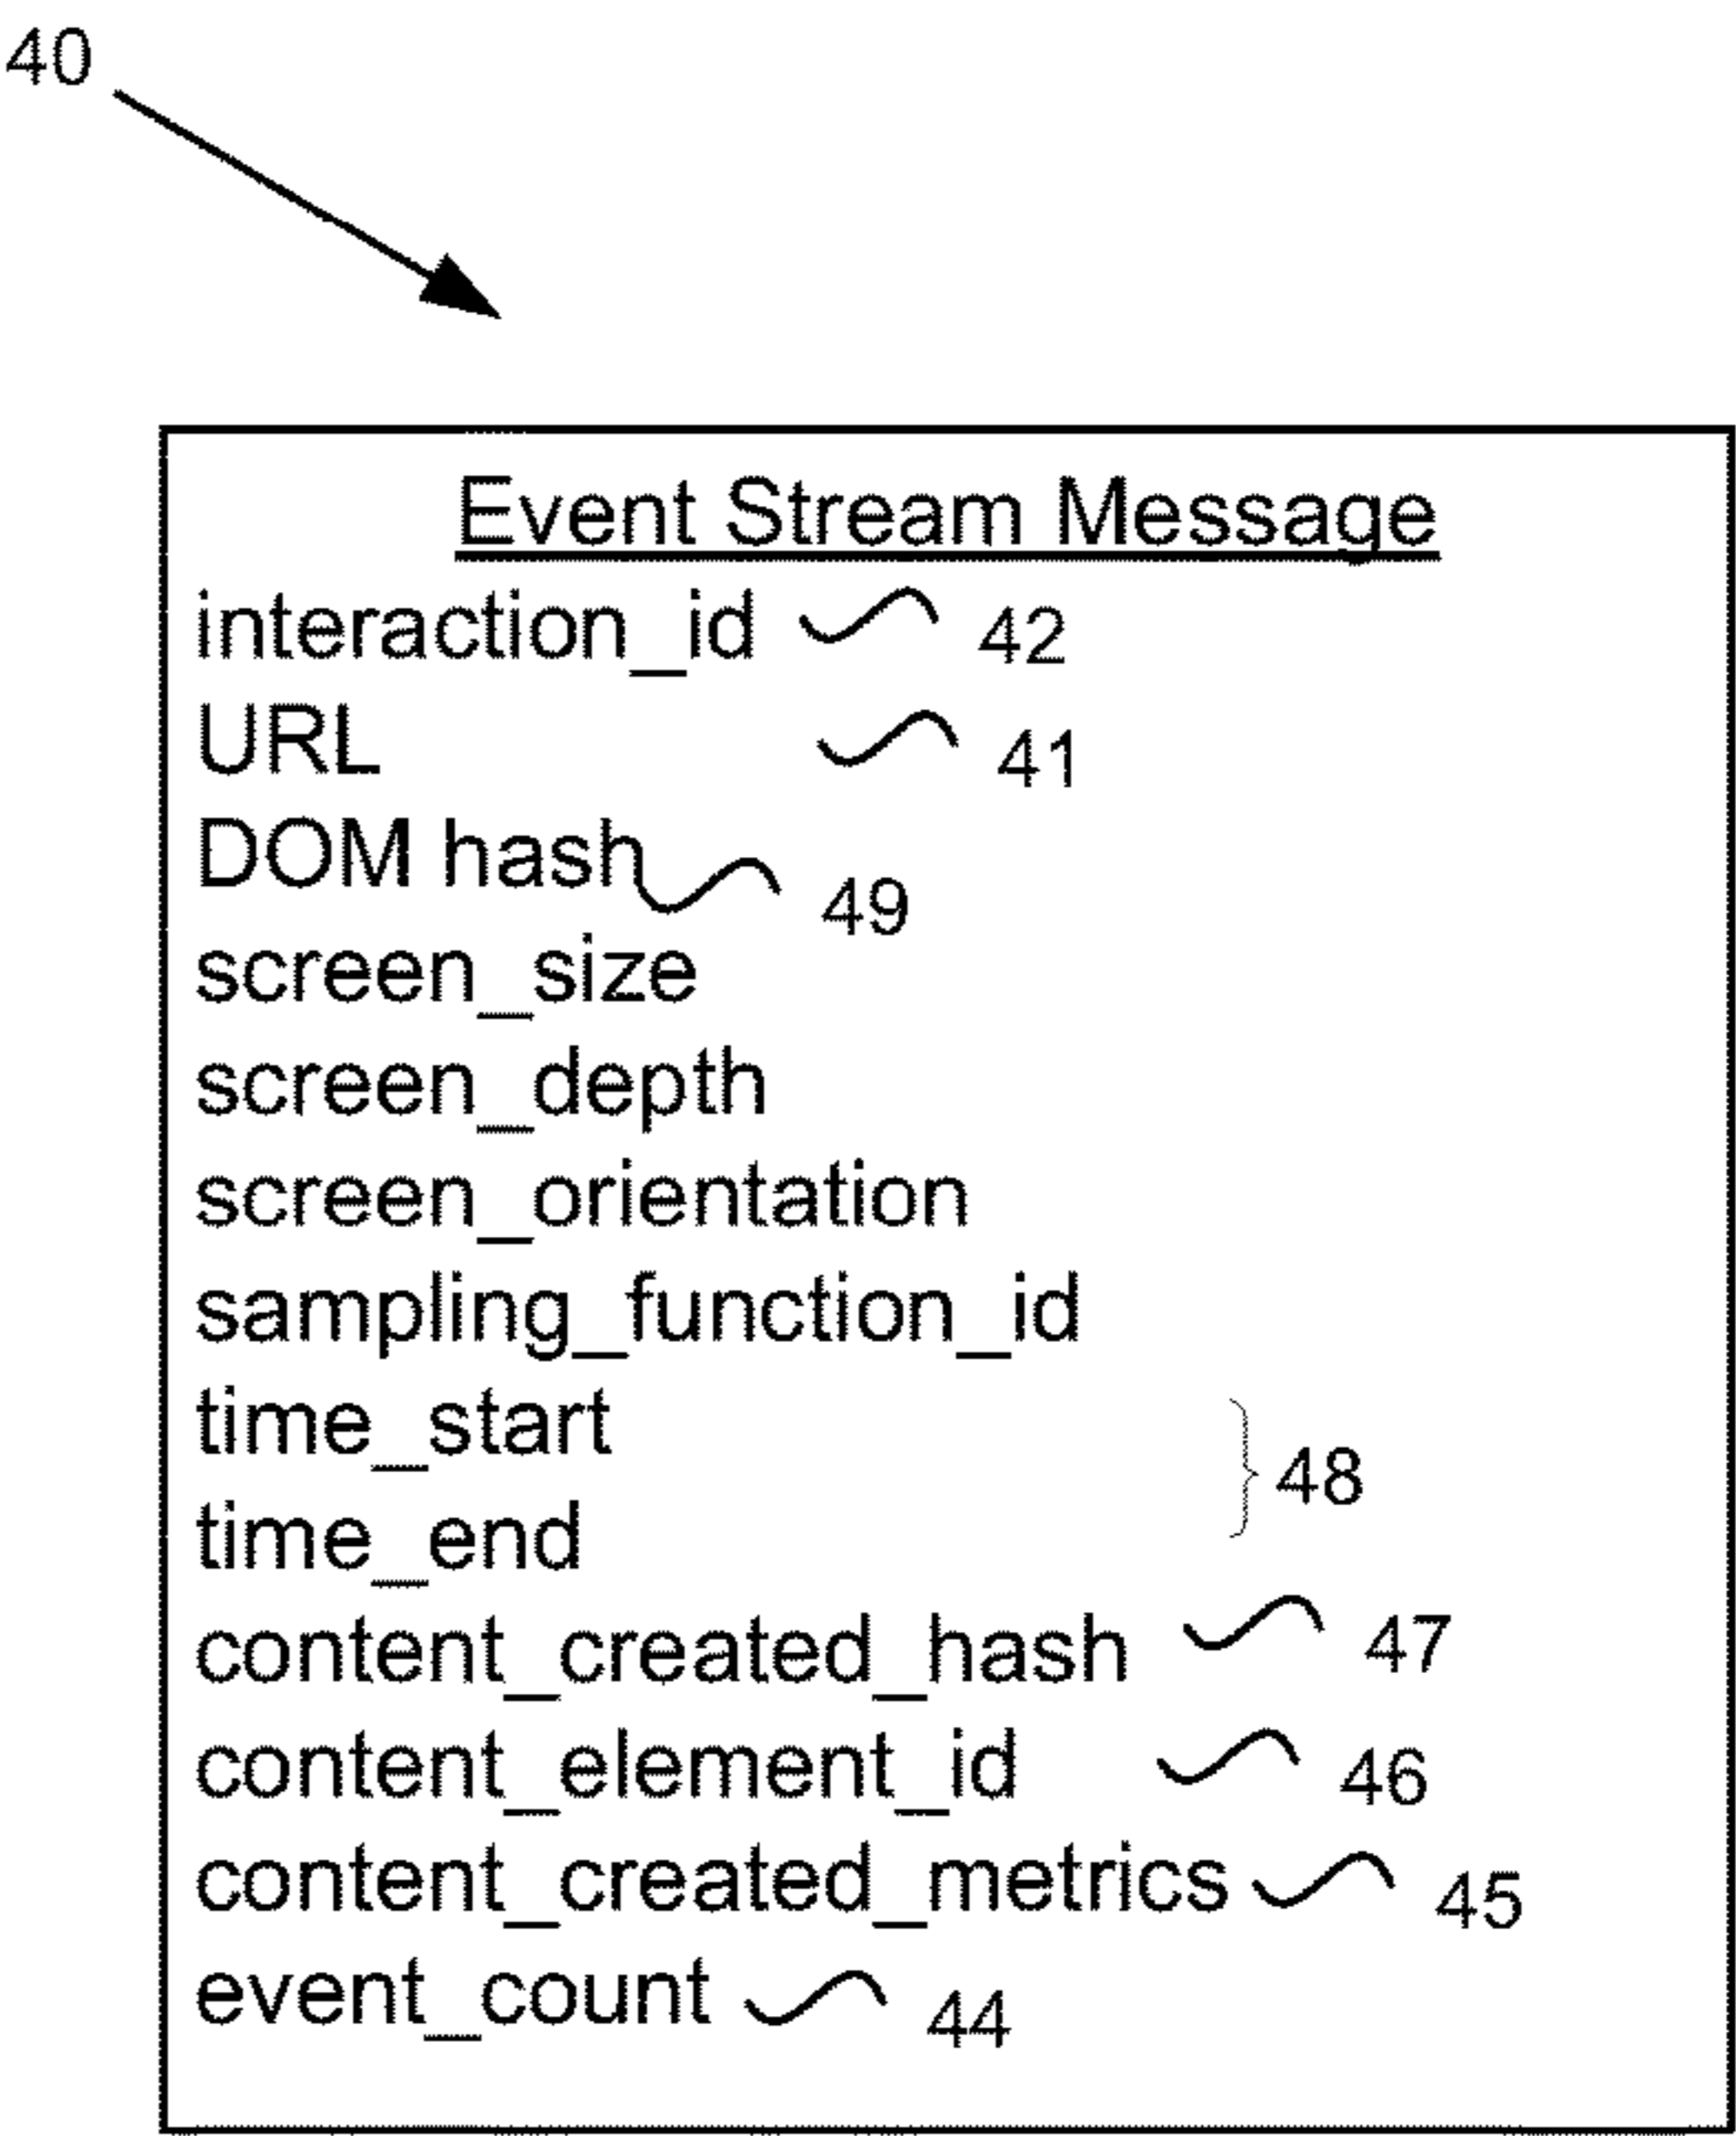 40
Event Stream Message
interaction_id 42
URL 41
DOM hash 49
screen_size
screen_depth
screen_orientation
sampling_function_id
time_start
48
time_end
content_created_hash 47
content_element_id 46
content_created_metrics 45
event_count 44